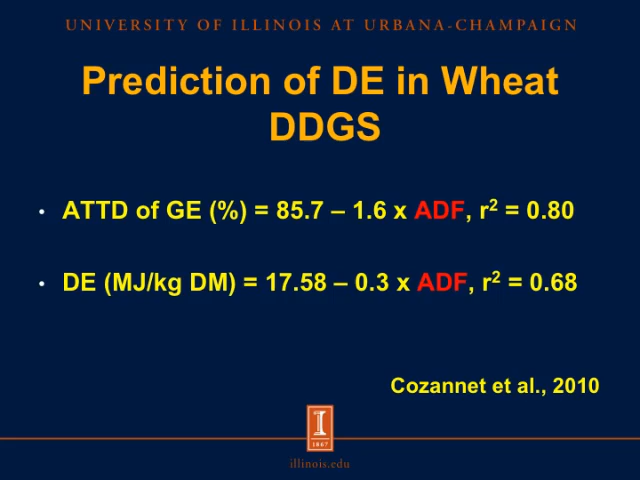 UNIVERSITY OF ILLINOIS AT URBANA-CHAMPAIGN
Prediction of DE in Wheat
DDGS
• ATTD of GE (%) = 85.7 – 1.6 x ADF, r² = 0.80
• DE (MJ/kg DM) = 17.58 – 0.3 x ADF, r² = 0.68
Cozannet et al., 2010
I
1867
illinois.edu